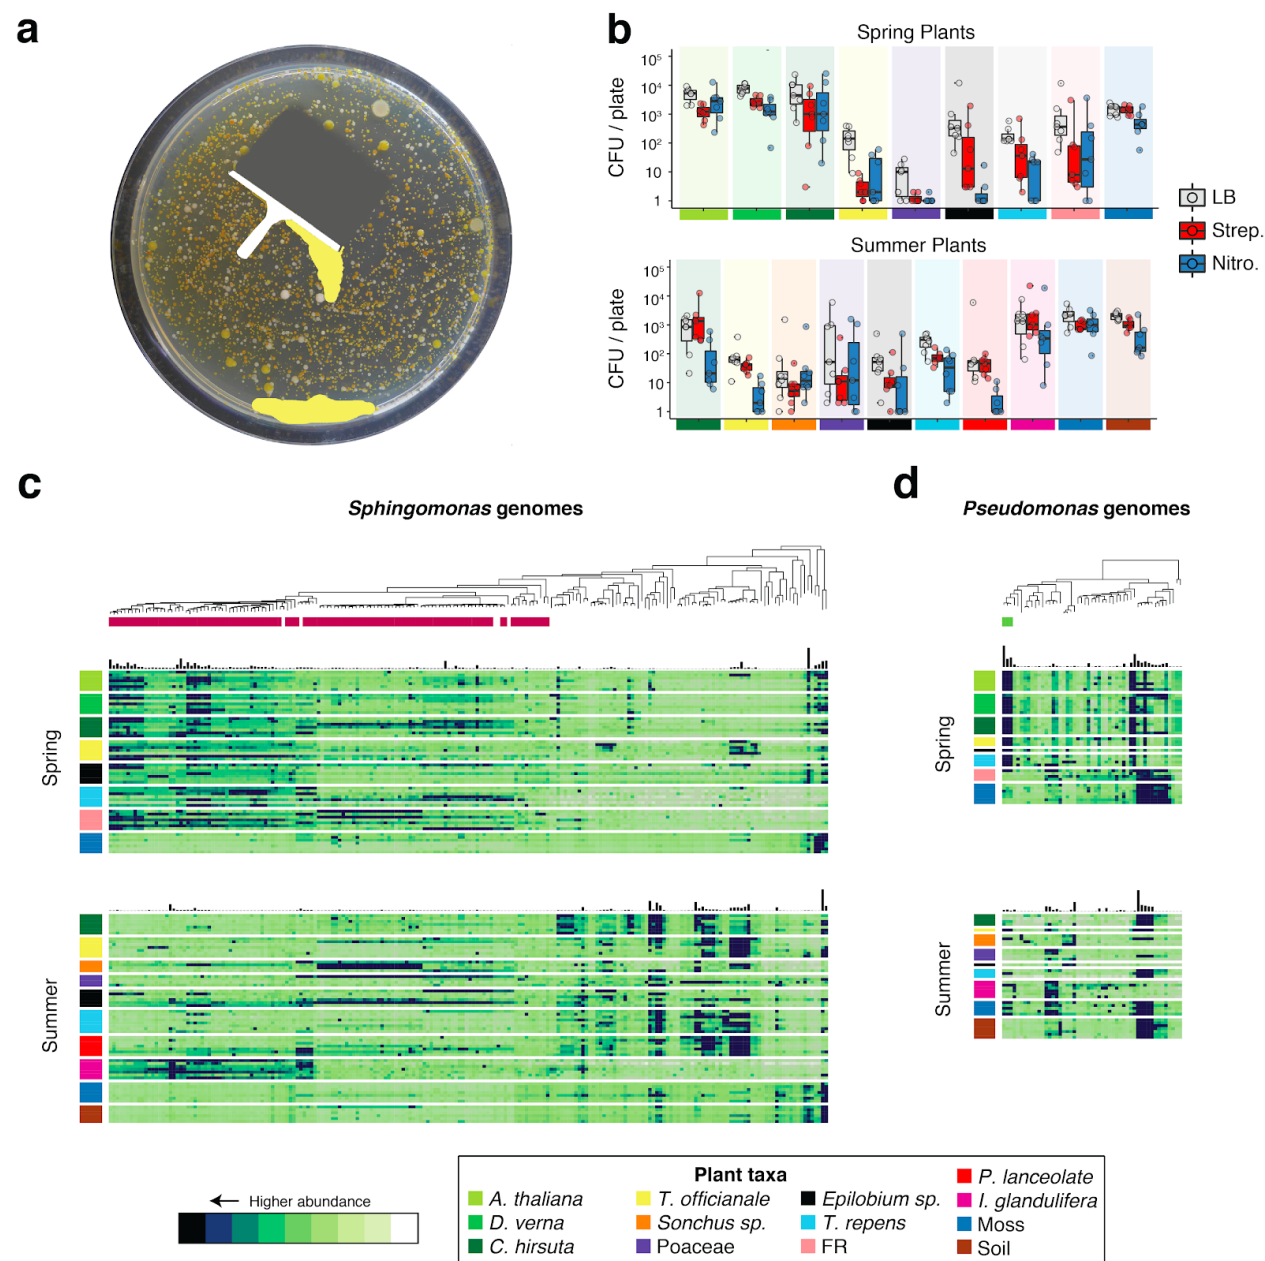 a
b
Spring Plants
CFU / plate
10⁵
10⁴
10³
10²
10
1
LB
Strep.
Nitro.
Summer Plants
CFU / plate
10⁵
10⁴
10³
10²
10
1
c
Sphingomonas genomes
d
Pseudomonas genomes
Spring
Spring
Summer
Summer
Higher abundance
Plant taxa
A. thaliana
D. verna
C. hirsuta
T. officianale
Sonchus sp.
Poaceae
Epilobium sp.
T. repens
FR
P. lanceolate
I. glandulifera
Moss
Soil